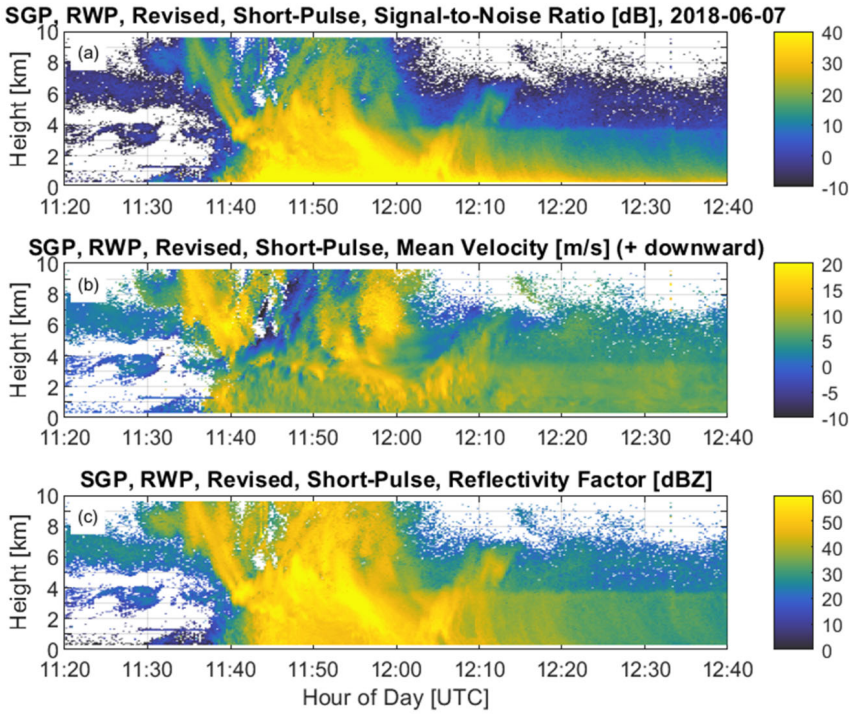 SGP, RWP, Revised, Short-Pulse, Signal-to-Noise Ratio [dB], 2018-06-07
(a)
Height [km]
10
8
6
4
2
0
11:20 11:30 11:40 11:50 12:00 12:10 12:20 12:30 12:40
40
30
20
10
0
-10
SGP, RWP, Revised, Short-Pulse, Mean Velocity [m/s] (+ downward)
(b)
Height [km]
10
8
6
4
2
0
11:20 11:30 11:40 11:50 12:00 12:10 12:20 12:30 12:40
20
15
10
5
0
-5
-10
SGP, RWP, Revised, Short-Pulse, Reflectivity Factor [dBZ]
(c)
Height [km]
10
8
6
4
2
0
11:20 11:30 11:40 11:50 12:00 12:10 12:20 12:30 12:40
60
50
40
30
20
10
0
Hour of Day [UTC]